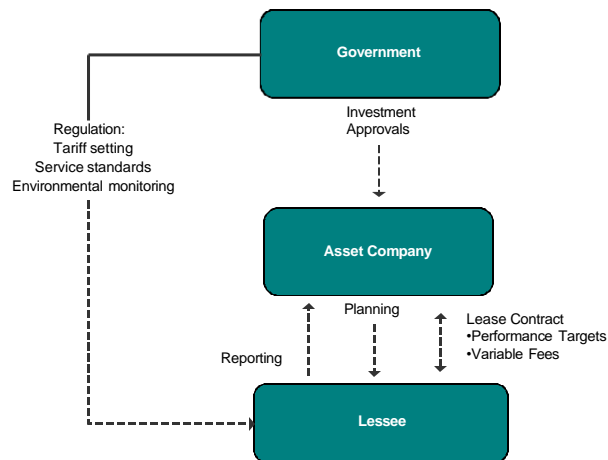 Government
Investment
Approvals
Regulation:
Tariff setting
Service standards
Environmental monitoring
Asset Company
Planning
Lease Contract
•Performance Targets
•Variable Fees
Reporting
Lessee